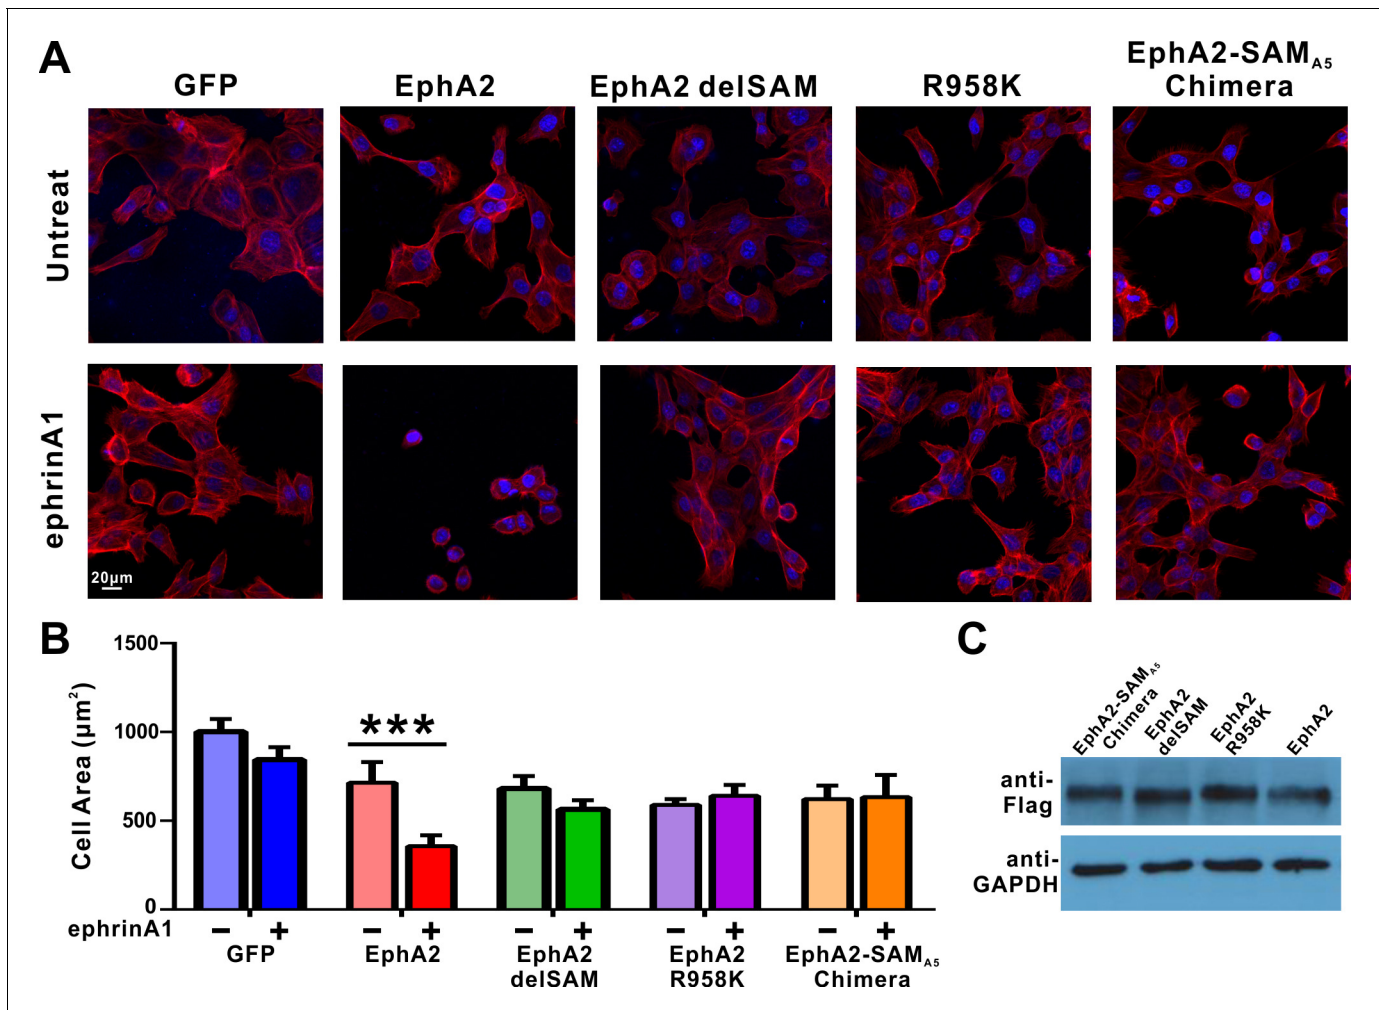 A
GFP
EphA2
EphA2 delSAM
R958K
EphA2-SAMA5
Chimera
Untreat
ephrinA1
20µm
B
Cell Area (µm²)
1500
1000
500
0
***
ephrinA1
− + − + − + − + − +
GFP
EphA2
EphA2
delSAM
EphA2
R958K
EphA2-SAMA5
Chimera
C
EphA2-SAMA5
Chimera
EphA2
delSAM
EphA2
R958K
EphA2
anti-
Flag
anti-
GAPDH